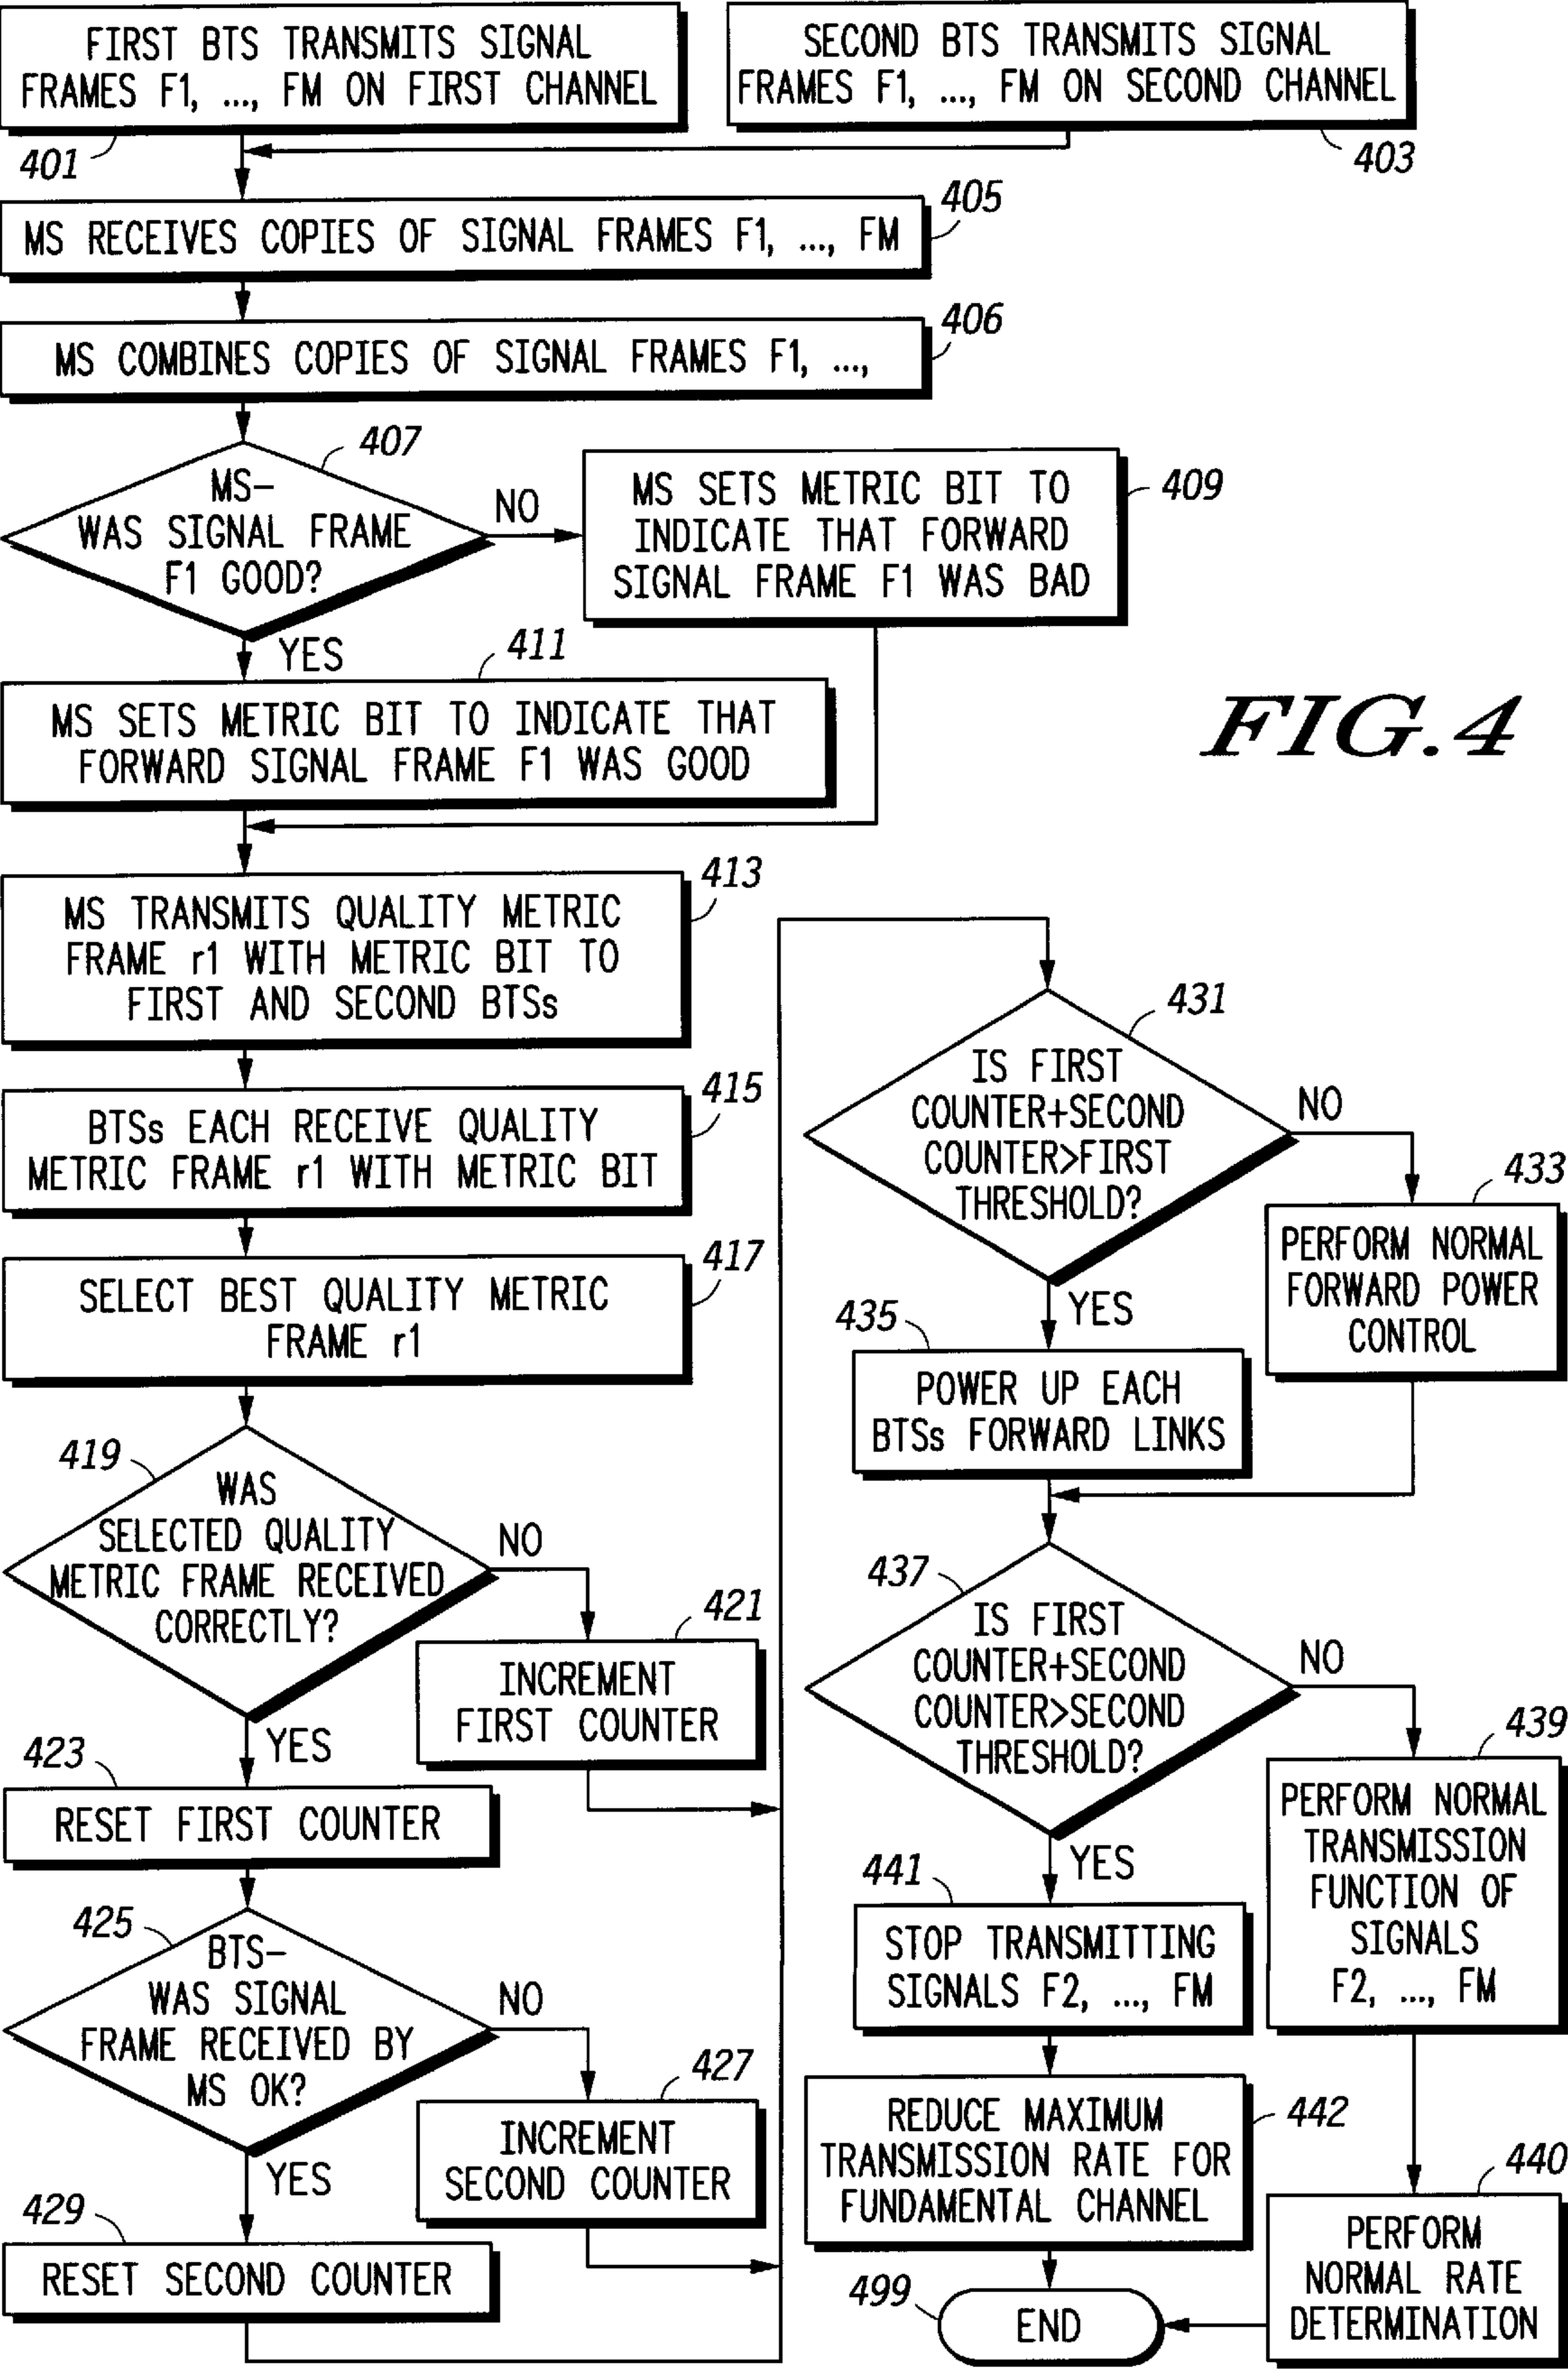 FIRST BTS TRANSMITS SIGNAL
FRAMES F1, ..., FM ON FIRST CHANNEL
401
SECOND BTS TRANSMITS SIGNAL
FRAMES F1, ..., FM ON SECOND CHANNEL
403
MS RECEIVES COPIES OF SIGNAL FRAMES F1, ..., FM
405
MS COMBINES COPIES OF SIGNAL FRAMES F1, ...,
406
407
MS-
WAS SIGNAL FRAME
F1 GOOD?
NO
MS SETS METRIC BIT TO
INDICATE THAT FORWARD
SIGNAL FRAME F1 WAS BAD
409
YES
411
MS SETS METRIC BIT TO INDICATE THAT
FORWARD SIGNAL FRAME F1 WAS GOOD
FIG.4
413
MS TRANSMITS QUALITY METRIC
FRAME r1 WITH METRIC BIT TO
FIRST AND SECOND BTSs
415
BTSs EACH RECEIVE QUALITY
METRIC FRAME r1 WITH METRIC BIT
417
SELECT BEST QUALITY METRIC
FRAME r1
419
WAS
SELECTED QUALITY
METRIC FRAME RECEIVED
CORRECTLY?
NO
421
INCREMENT
FIRST COUNTER
YES
423
RESET FIRST COUNTER
425
BTS-
WAS SIGNAL
FRAME RECEIVED BY
MS OK?
NO
427
INCREMENT
SECOND COUNTER
YES
429
RESET SECOND COUNTER
431
IS FIRST
COUNTER+SECOND
COUNTER>FIRST
THRESHOLD?
NO
433
PERFORM NORMAL
FORWARD POWER
CONTROL
YES
435
POWER UP EACH
BTSs FORWARD LINKS
437
IS FIRST
COUNTER+SECOND
COUNTER>SECOND
THRESHOLD?
NO
439
PERFORM NORMAL
TRANSMISSION
FUNCTION OF
SIGNALS
F2, ..., FM
YES
441
STOP TRANSMITTING
SIGNALS F2, ..., FM
REDUCE MAXIMUM
TRANSMISSION RATE FOR
FUNDAMENTAL CHANNEL
442
440
PERFORM
NORMAL RATE
DETERMINATION
499
END